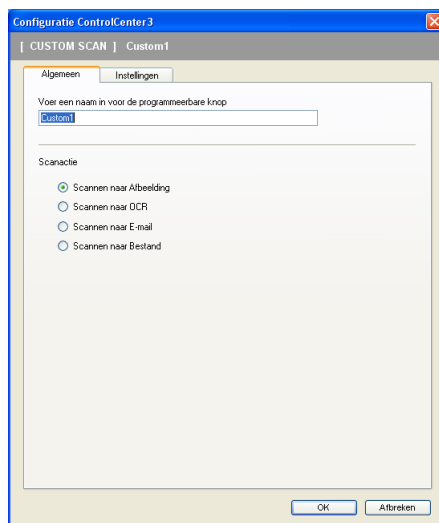 Configuratie ControlCenter3
[ CUSTOM SCAN ] Custom1
Algemeen Instellingen
Voer een naam in voor de programmeerbare knop
Custom1
Scanactie
Scannen naar Afbeelding
Scannen naar OCR
Scannen naar E-mail
Scannen naar Bestand
OK Afbreken